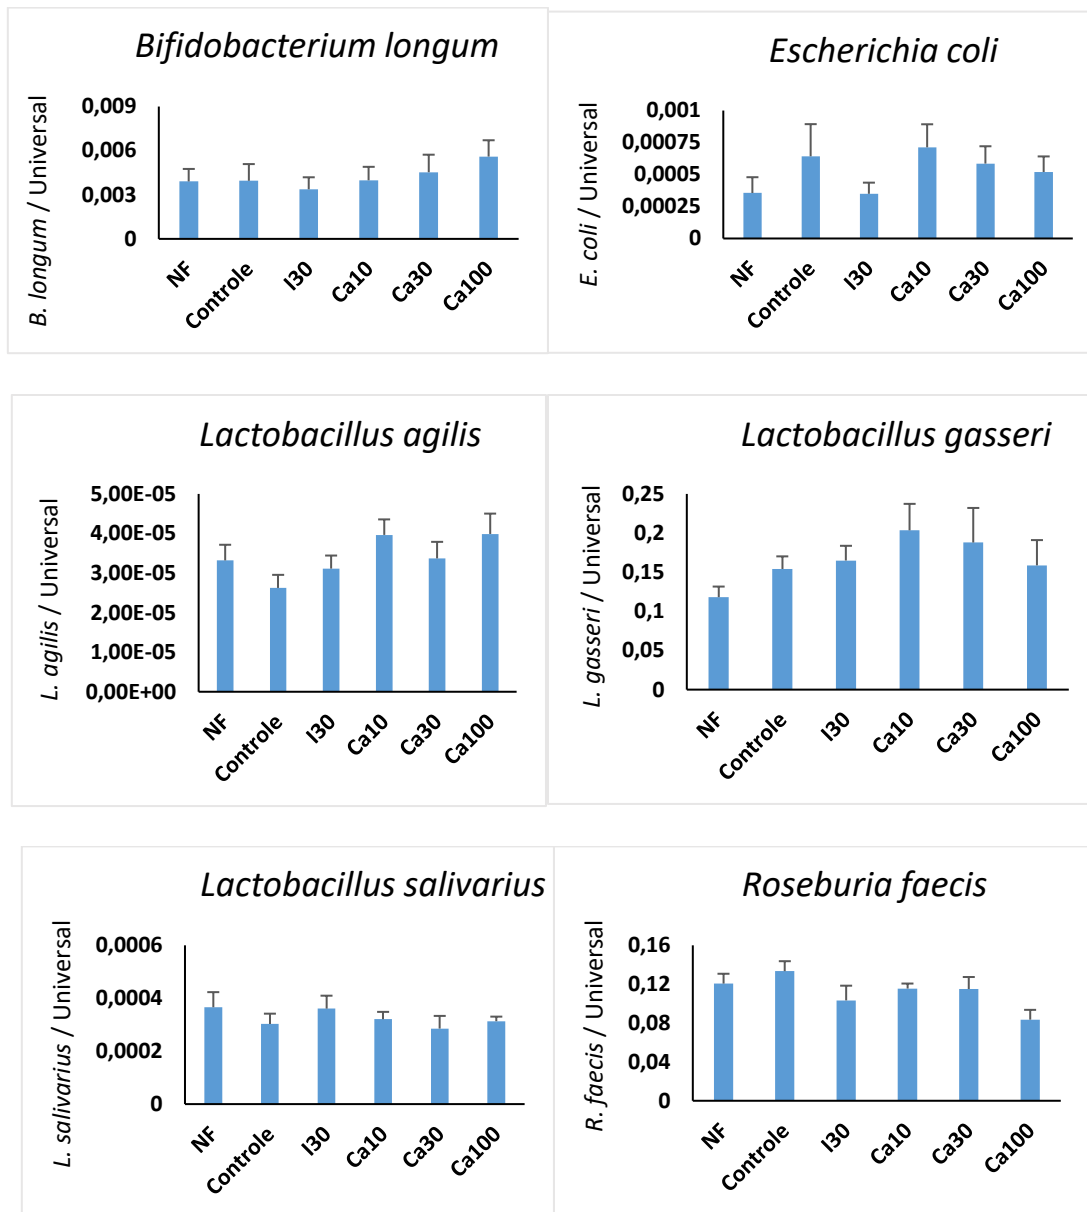 Bifidobacterium longum
B. longum / Universal
0,009
0,006
0,003
0
NF
Controle
I30
Ca10
Ca30
Ca100
Escherichia coli
E. coli / Universal
0,001
0,00075
0,0005
0,00025
0
NF
Controle
I30
Ca10
Ca30
Ca100
Lactobacillus agilis
L. agilis / Universal
5,00E-05
4,00E-05
3,00E-05
2,00E-05
1,00E-05
0,00E+00
NF
Controle
I30
Ca10
Ca30
Ca100
Lactobacillus gasseri
L. gasseri / Universal
0,25
0,2
0,15
0,1
0,05
0
NF
Controle
I30
Ca10
Ca30
Ca100
Lactobacillus salivarius
L. salivarius / Universal
0,0006
0,0004
0,0002
0
NF
Controle
I30
Ca10
Ca30
Ca100
Roseburia faecis
R. faecis / Universal
0,16
0,12
0,08
0,04
0
NF
Controle
I30
Ca10
Ca30
Ca100